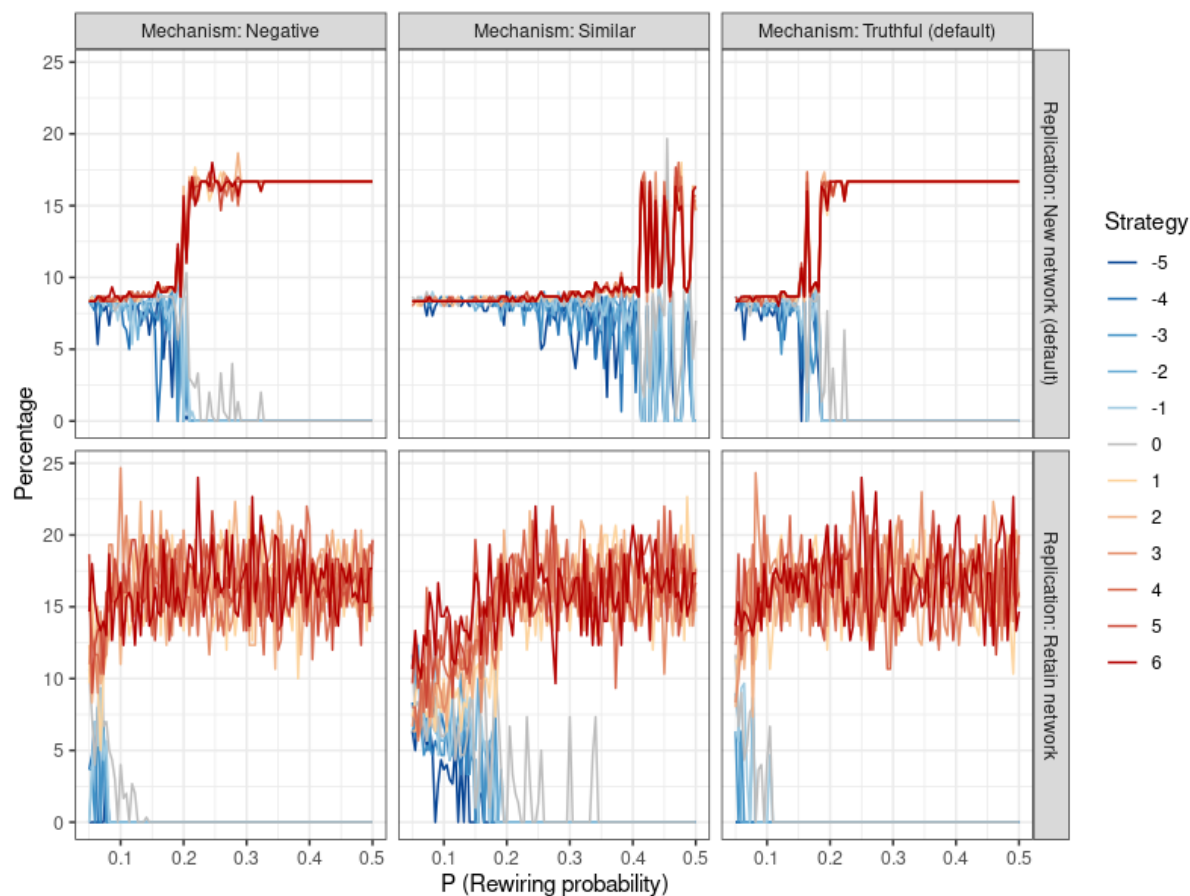 Mechanism: Negative
Mechanism: Similar
Mechanism: Truthful (default)
25
20
15
10
5
0
Replication: New network (default)
25
20
15
10
5
0
Replication: Retain network
Percentage
0.1 0.2 0.3 0.4 0.5
0.1 0.2 0.3 0.4 0.5
0.1 0.2 0.3 0.4 0.5
P (Rewiring probability)
Strategy
-5
-4
-3
-2
-1
0
1
2
3
4
5
6